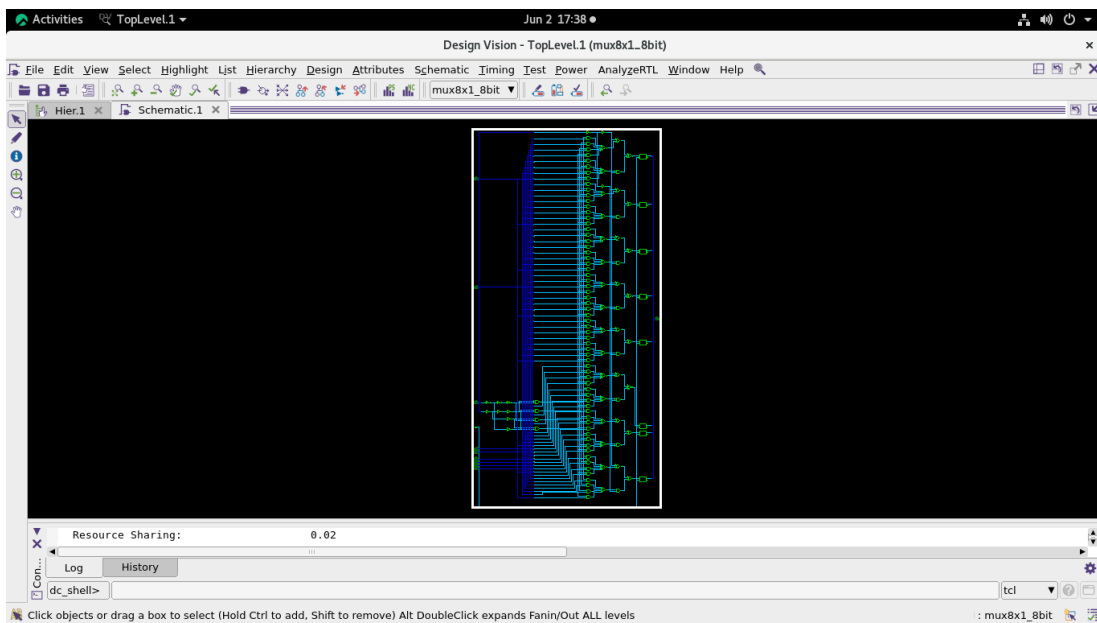 Activities TopLevel.1 Jun 2 17:38
Design Vision - TopLevel.1 (mux8x1_8bit)
File Edit View Select Highlight List Hierarchy Design Attributes Schematic Timing Test Power AnalyzeRTL Window Help
mux8x1_8bit
Hier.1 Schematic.1
Resource Sharing: 0.02
Log History
Con...
dc_shell> tcl
Click objects or drag a box to select (Hold Ctrl to add, Shift to remove) Alt DoubleClick expands Fanin/Out ALL levels : mux8x1_8bit